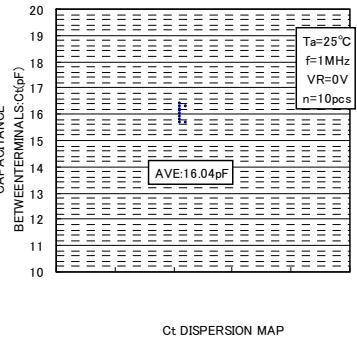 20
19
18
17
16
15
14
13
12
11
10
BETWEENTERMINALS:Ct(pF)
Ta=25°C
f=1MHz
VR=0V
n=10pcs
AVE:16.04pF
Ct DISPERSION MAP